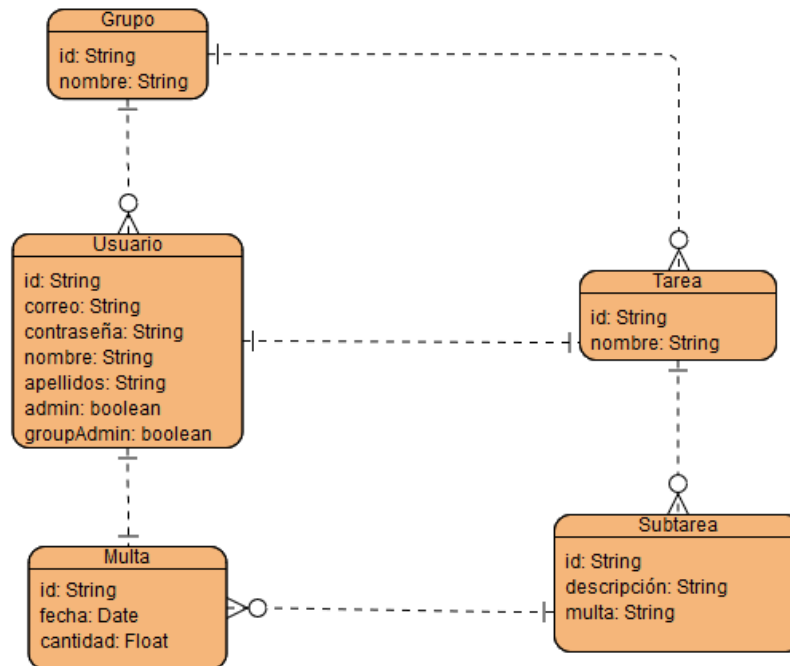 Grupo
id: String
nombre: String
Usuario
id: String
correo: String
contraseña: String
nombre: String
apellidos: String
admin: boolean
groupAdmin: boolean
Tarea
id: String
nombre: String
Multa
id: String
fecha: Date
cantidad: Float
Subtarea
id: String
descripción: String
multa: String